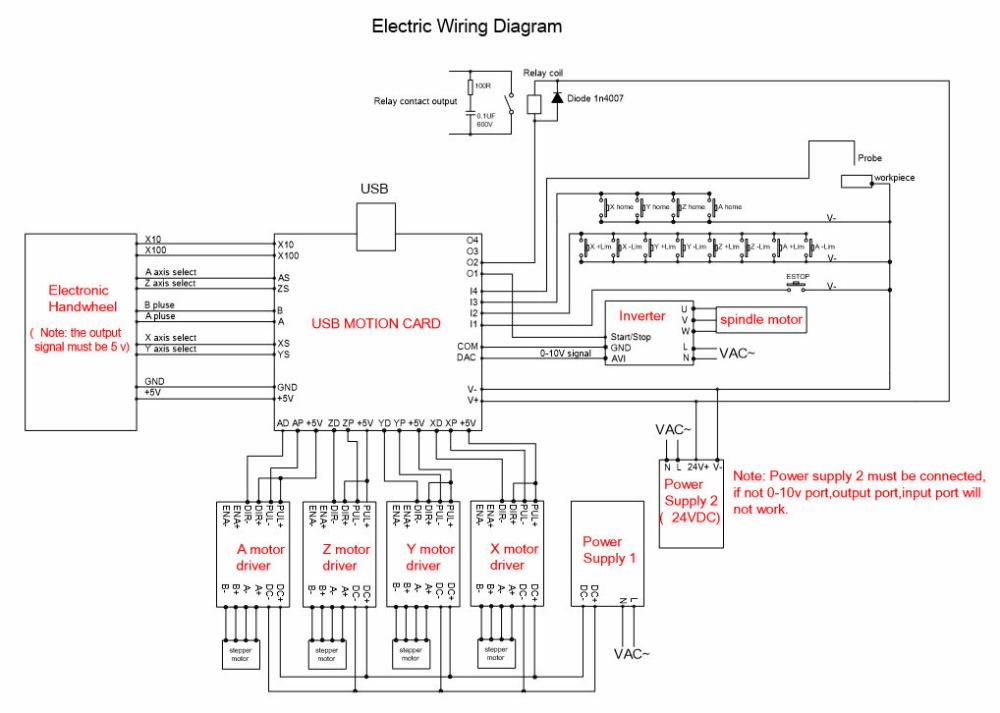 Electric Wiring Diagram
Relay coil
100R
Diode 1n4007
Relay contact output
0.1UF
600V
Probe
workpiece
USB
X home Y home Z home A home
V-
X +Lim X -Lim Y +Lim Y -Lim Z +Lim Z -Lim A +Lim A -Lim
V-
ESTOP
V-
Electronic
Handwheel
( Note: the output
signal must be 5 v)
X10
X100
A axis select
Z axis select
B pluse
A pluse
X axis select
Y axis select
GND
+5V
X10
X100
AS
ZS
B
A
XS
YS
GND
+5V
USB MOTION CARD
O4
O3
O2
O1
I4
I3
I2
I1
COM
DAC
V-
V+
0-10V signal
Inverter
Start/Stop
GND
AVI
U
V
W
L
N
spindle motor
VAC~
AD AP +5V ZD ZP +5V YD YP +5V XD XP +5V
VAC~
N L 24V+ V-
Power
Supply 2
( 24VDC)
Note: Power supply 2 must be connected,
if not 0-10v port,output port,input port will
not work.
ENA- ENA+ DIR- DIR+ PUL- PUL+
A motor
driver
B- B+ A- A+ DC- DC+
stepper
motor
ENA- ENA+ DIR- DIR+ PUL- PUL+
Z motor
driver
B- B+ A- A+ DC- DC+
stepper
motor
ENA- ENA+ DIR- DIR+ PUL- PUL+
Y motor
driver
B- B+ A- A+ DC- DC+
stepper
motor
ENA- ENA+ DIR- DIR+ PUL- PUL+
X motor
driver
B- B+ A- A+ DC- DC+
stepper
motor
Power
Supply 1
DC- DC+ N L
VAC~